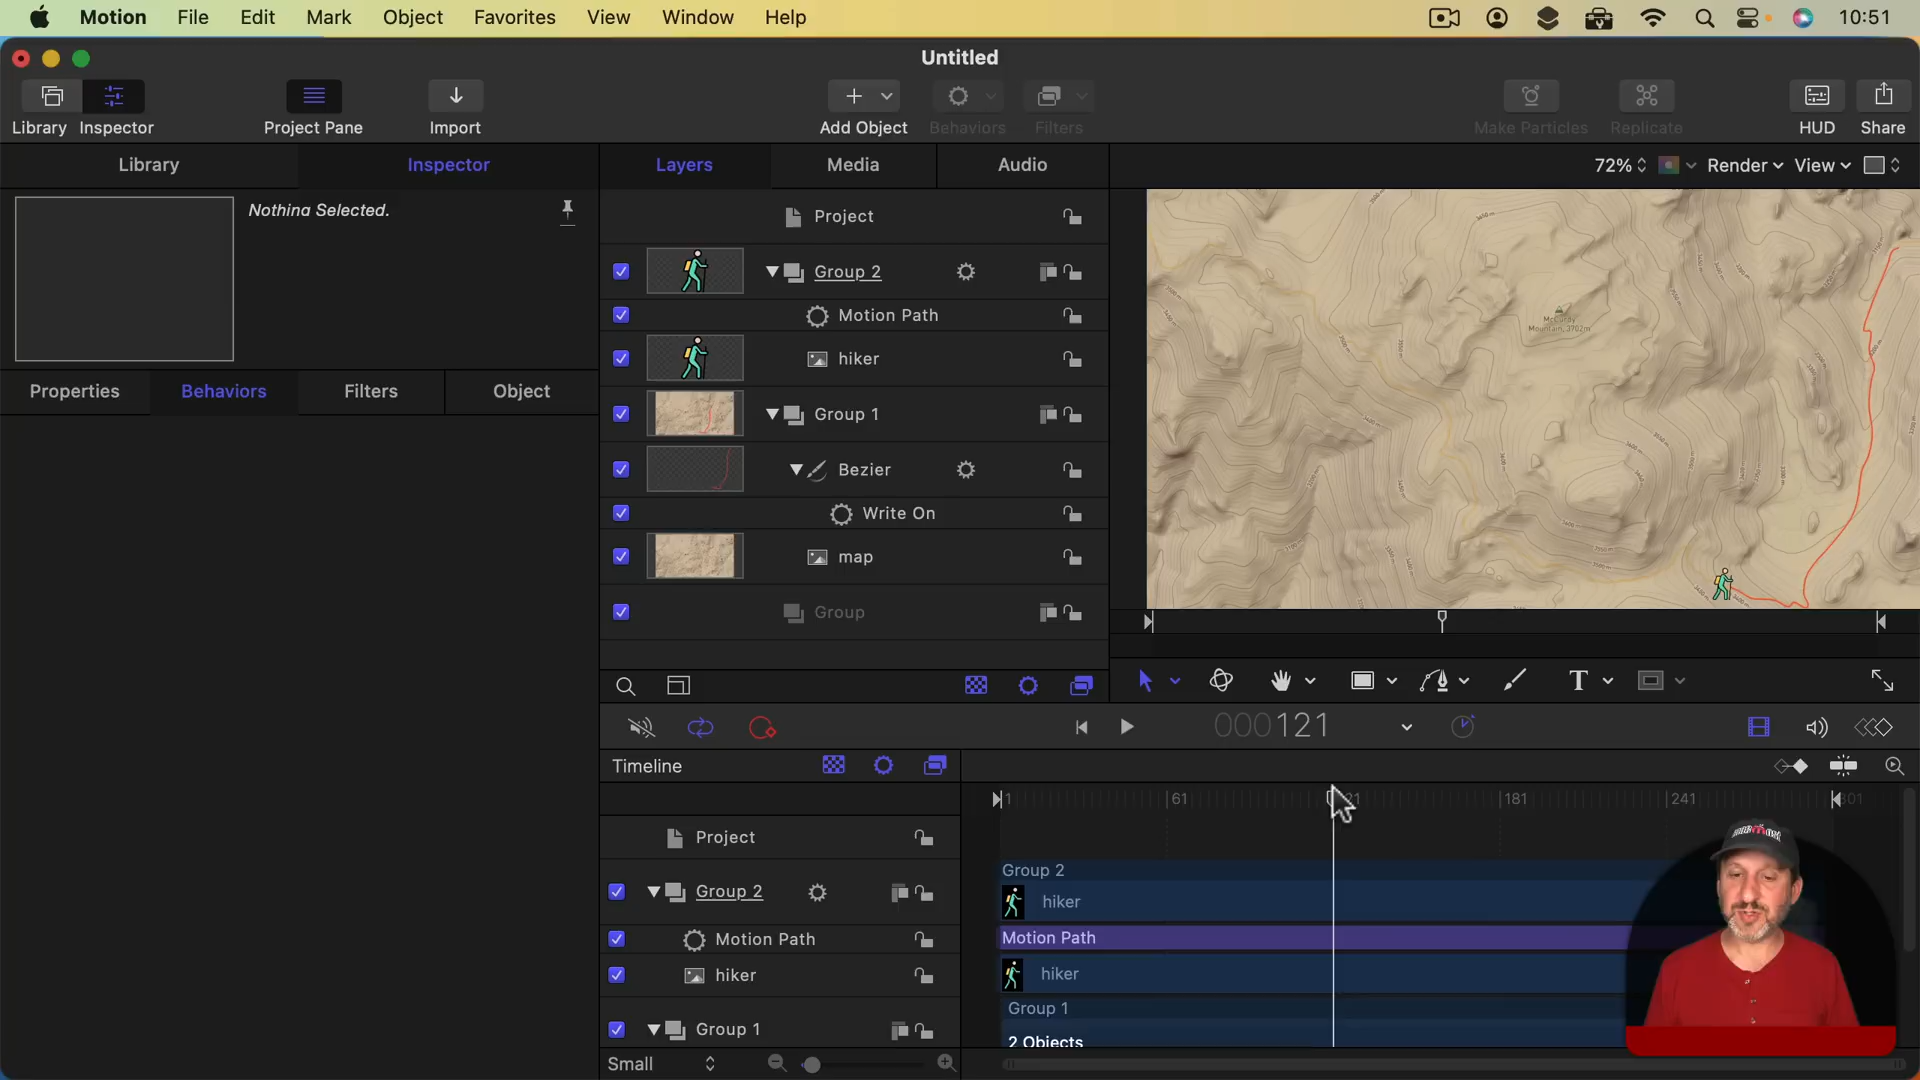 Motion File Edit Mark Object Favorites View Window Help 10:51
Untitled
Library Inspector Project Pane Import Add Object Behaviors Filters Make Particles Replicate HUD Share
Library Inspector Layers Media Audio 72% Render View
Nothing Selected.
Project
Group 2
Motion Path
hiker
Properties Behaviors Filters Object
Group 1
Bezier
Write On
map
Group
McCurdy
Mountain, 3702m
T
000121
Timeline
1 61 181 241 301
Project
Group 2
Group 2
hiker
Motion Path
Motion Path
hiker
hiker
Group 1
Group 1
2 Objects
Small